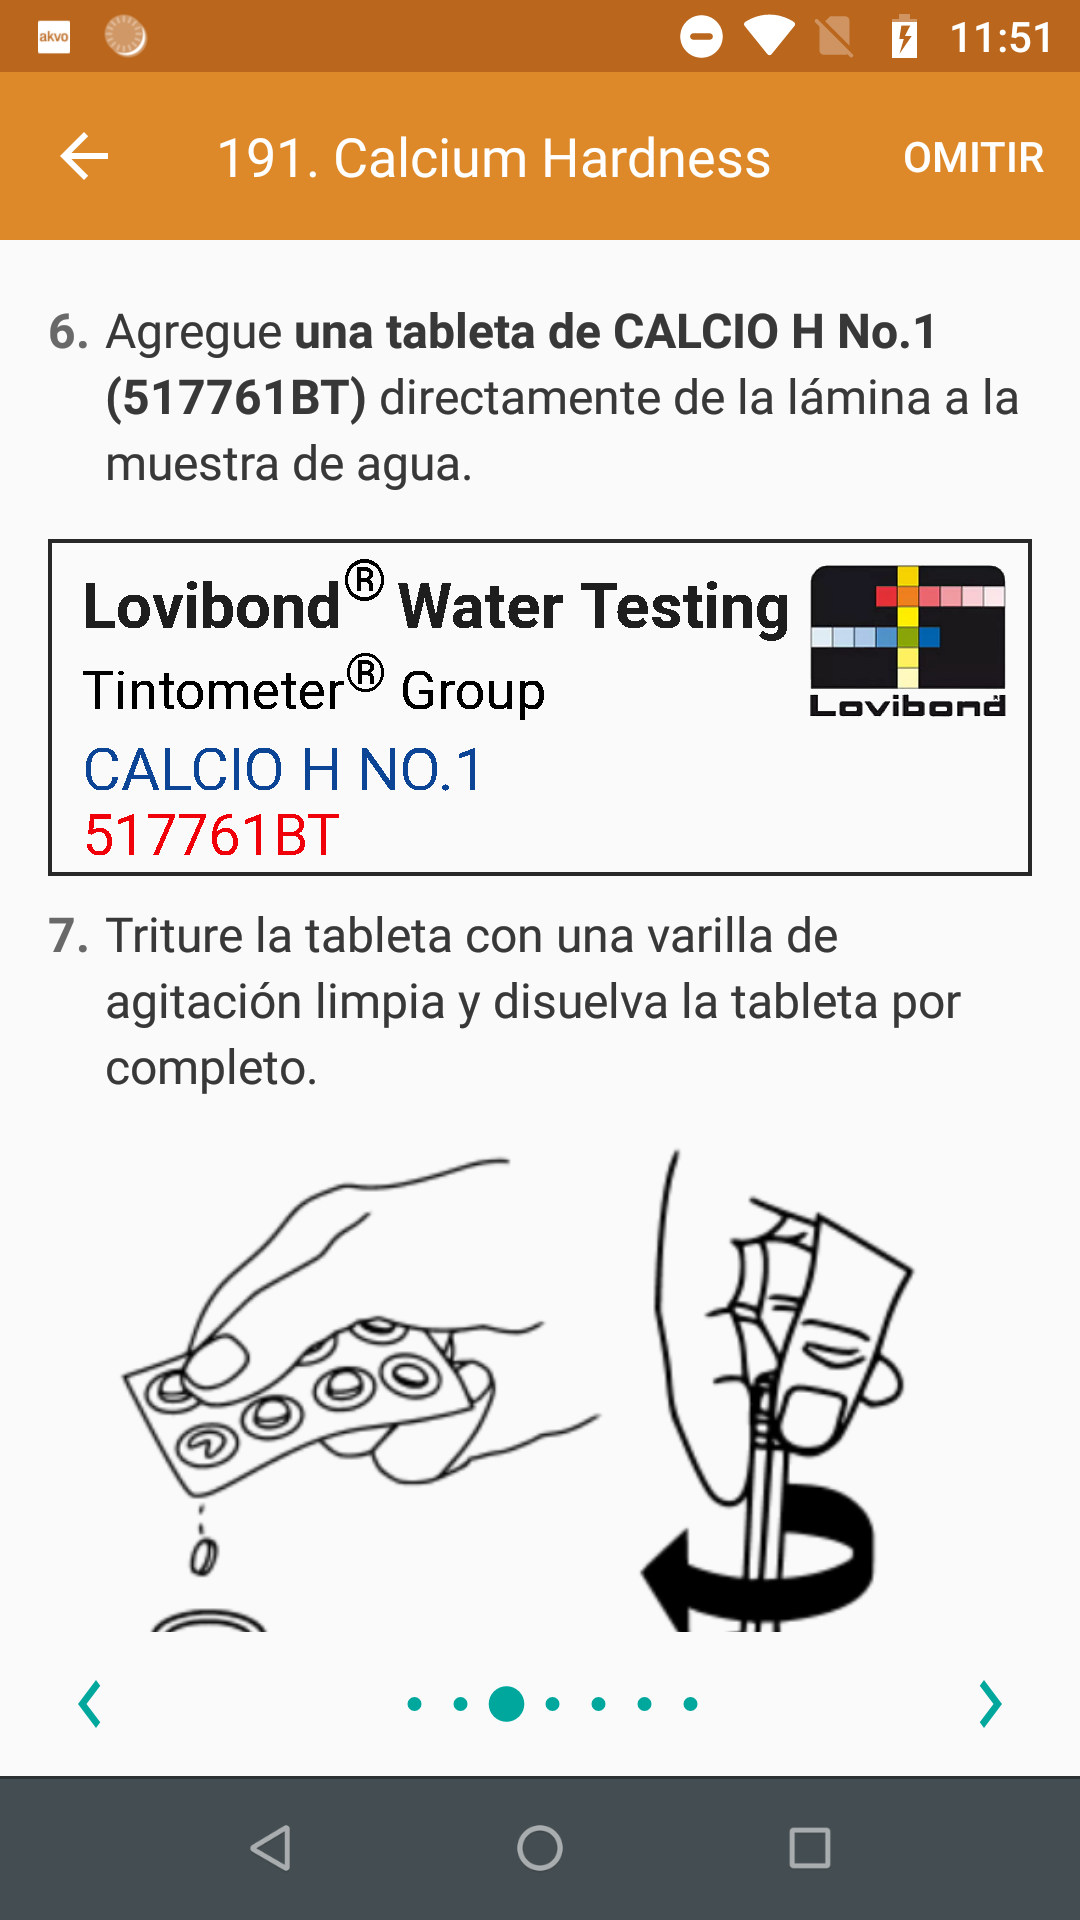 akvo
11:51
191. Calcium Hardness
OMITIR
6. Agregue una tableta de CALCIO H No.1
(517761BT) directamente de la lámina a la
muestra de agua.
Lovibond® Water Testing
Tintometer® Group
Lovibond®
CALCIO H NO.1
517761BT
7. Triture la tableta con una varilla de
agitación limpia y disuelva la tableta por
completo.